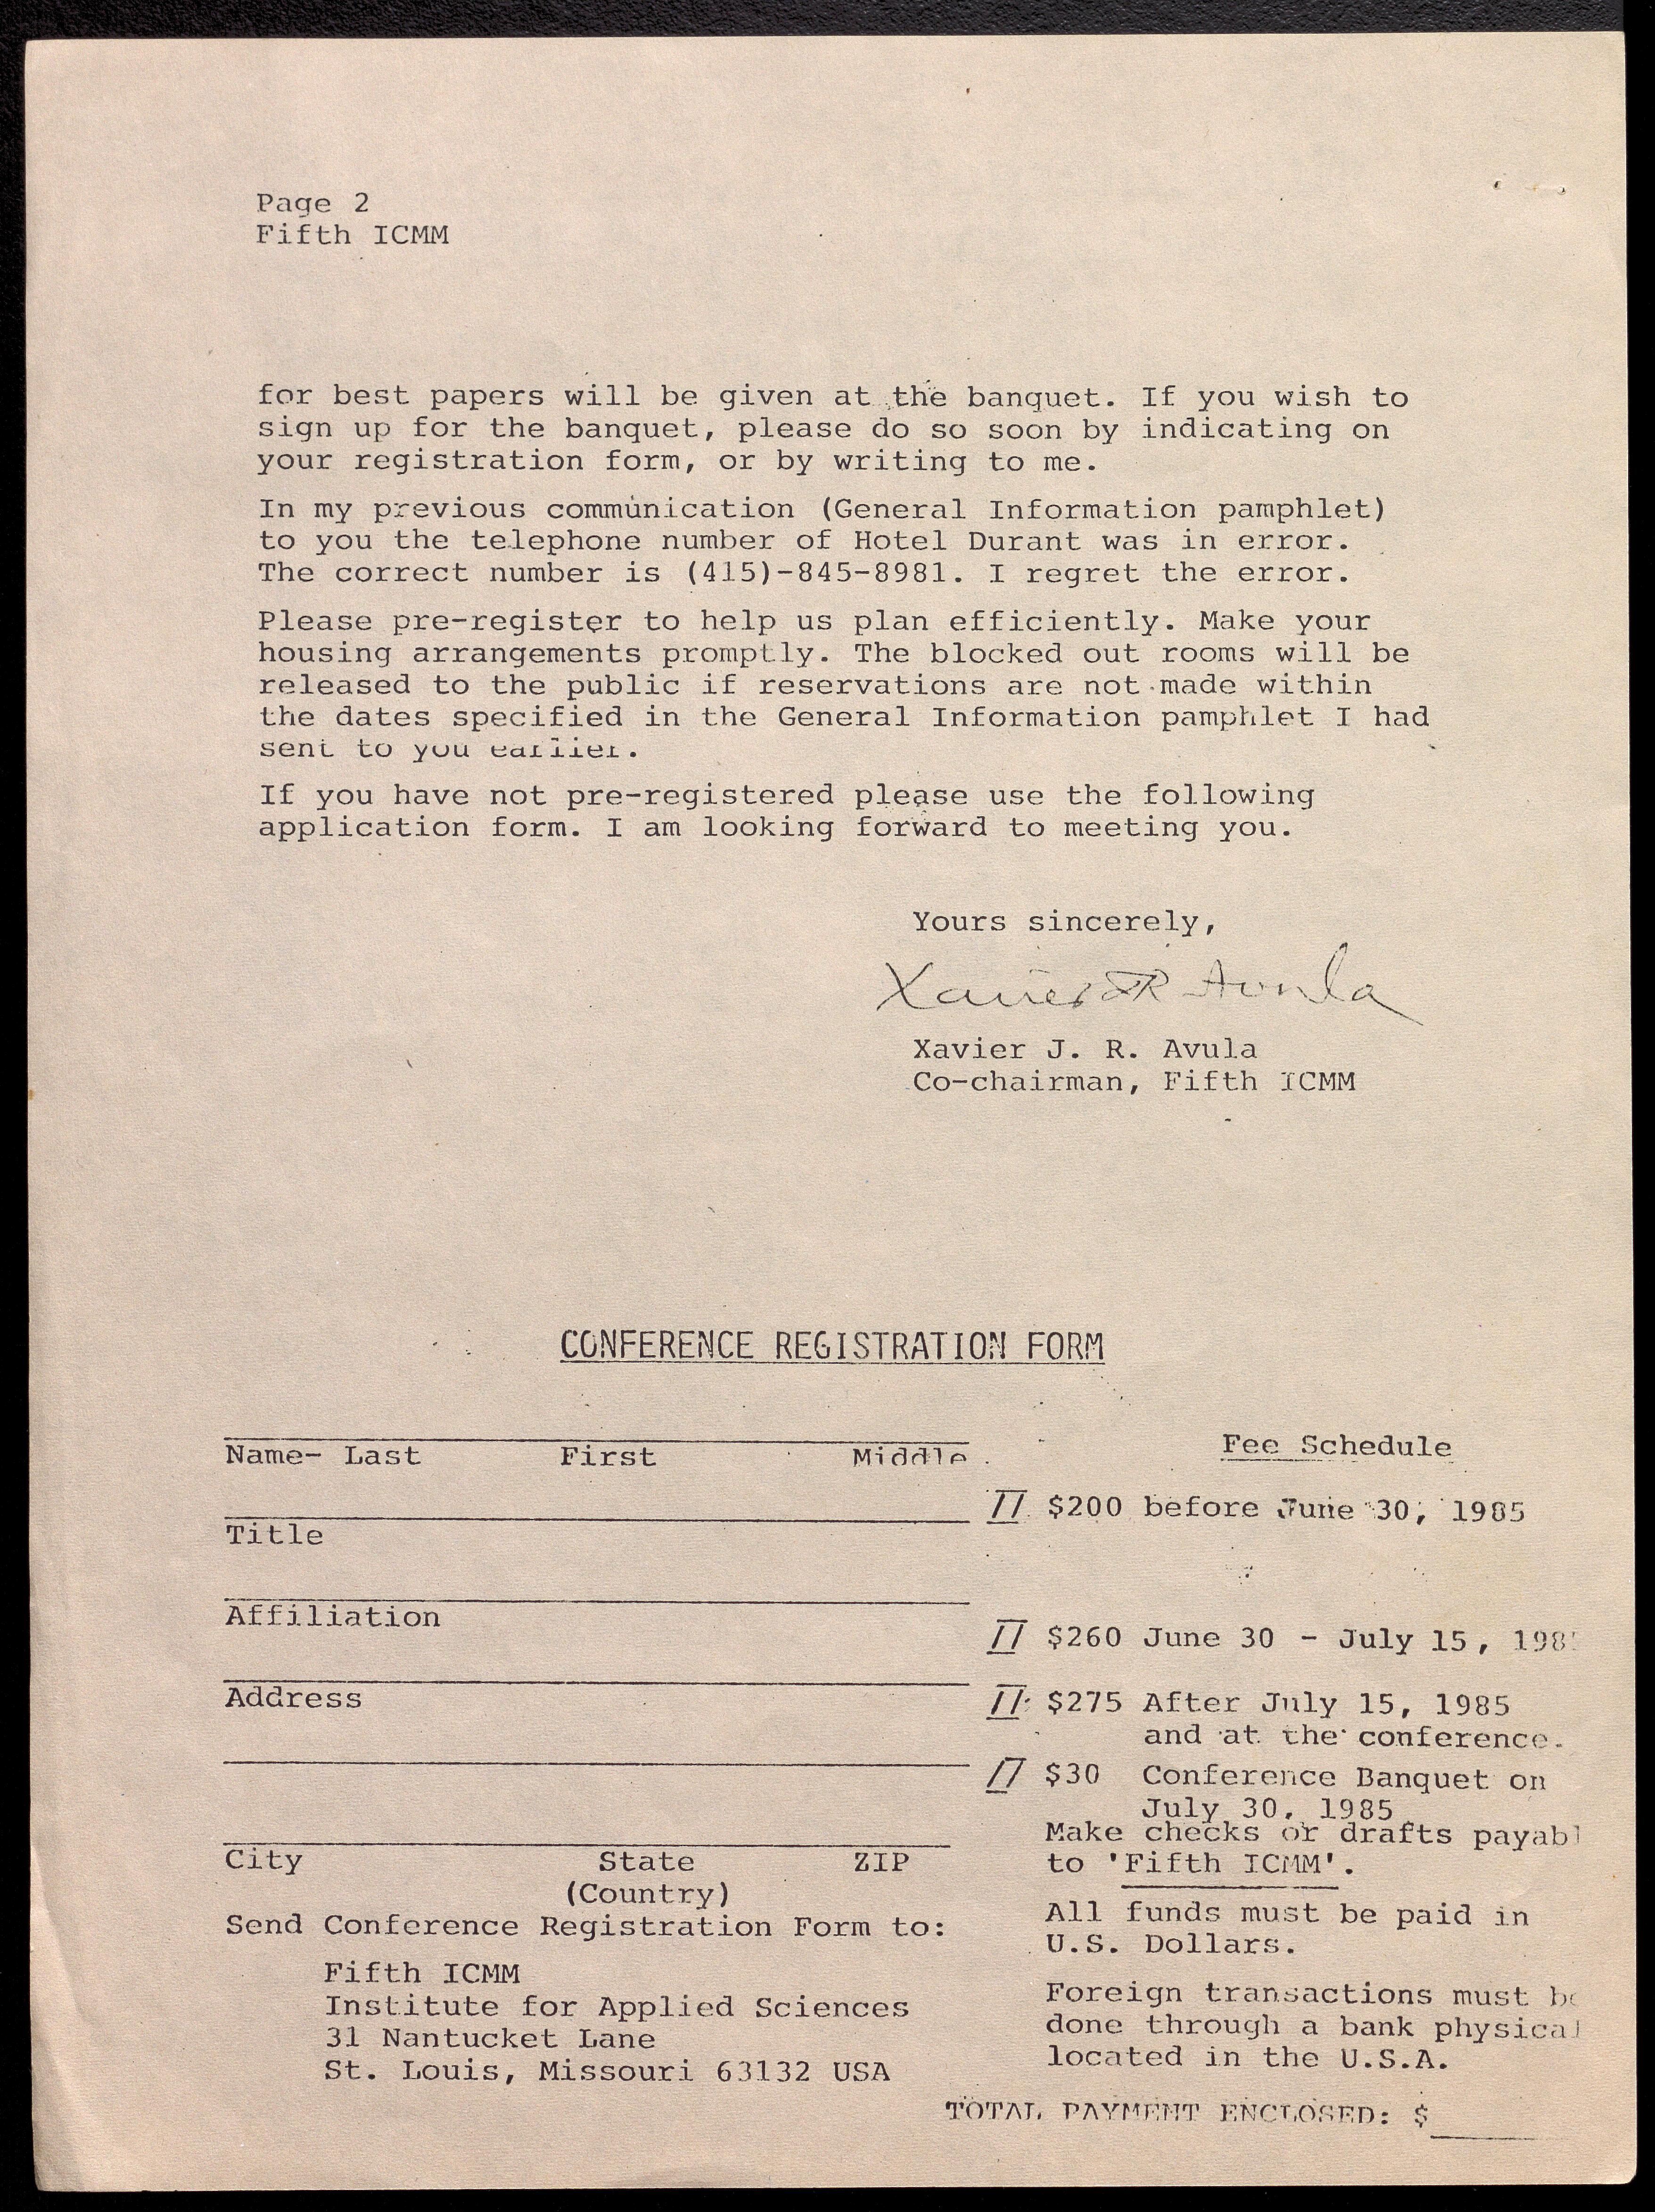 Page 2
Fifth ICMM
for best papers will be given at the banquet. If you wish to
sign up for the banquet, please do so soon by indicating on
your registration form, or by writing to me.
In my previous communication (General Information pamphlet)
to you the telephone number of Hotel Durant was in error.
The correct number is (415)-845-8981. I regret the error.
Please pre-register to help us plan efficiently. Make your
housing arrangements promptly. The blocked out rooms will be
released to the public if reservations are not made within
the dates specified in the General Information pamphlet I had
sent to you earlier.
If you have not pre-registered please use the following
application form. I am looking forward to meeting you.
Yours sincerely,
Xavier J R Avula
Xavier J. R. Avula
Co-chairman, Fifth ICMM
CONFERENCE REGISTRATION FORM
Name- Last First Middle
Title
Affiliation
Address
City State ZIP
(Country)
Send Conference Registration Form to:
Fifth ICMM
Institute for Applied Sciences
31 Nantucket Lane
St. Louis, Missouri 63132 USA
Fee Schedule
$200 before June 30, 1985
$260 June 30 - July 15, 198
$275 After July 15, 1985
and at the conference.
$30 Conference Banquet on
July 30, 1985
Make checks or drafts payabl
to 'Fifth ICMM'.
All funds must be paid in
U.S. Dollars.
Foreign transactions must be
done through a bank physical
located in the U.S.A.
TOTAL PAYMENT ENCLOSED: $